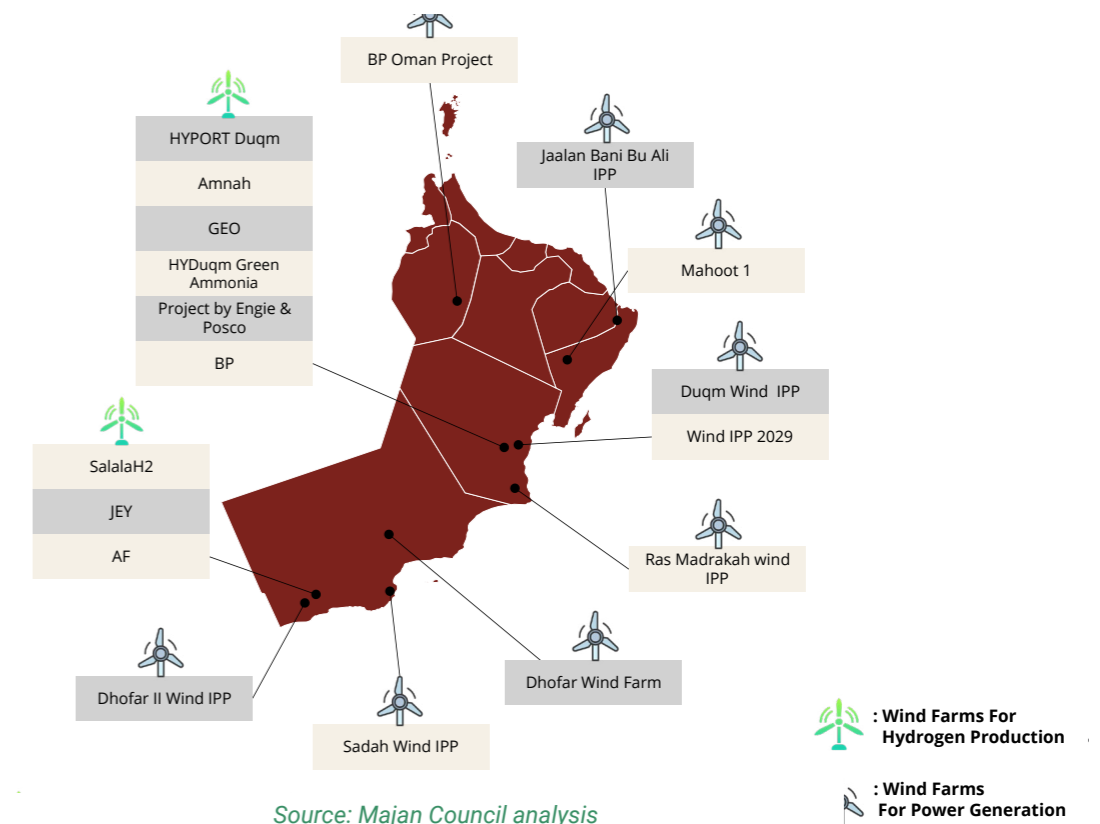 BP Oman Project
HYPORT Duqm
Amnah
GEO
HYDuqm Green
Ammonia
Project by Engie &
Posco
BP
Jaalan Bani Bu Ali
IPP
Mahoot 1
Duqm Wind IPP
Wind IPP 2029
SalalaH2
JEY
AF
Ras Madrakah wind
IPP
Dhofar II Wind IPP
Dhofar Wind Farm
Sadah Wind IPP
: Wind Farms For
Hydrogen Production
: Wind Farms
For Power Generation
Source: Majan Council analysis